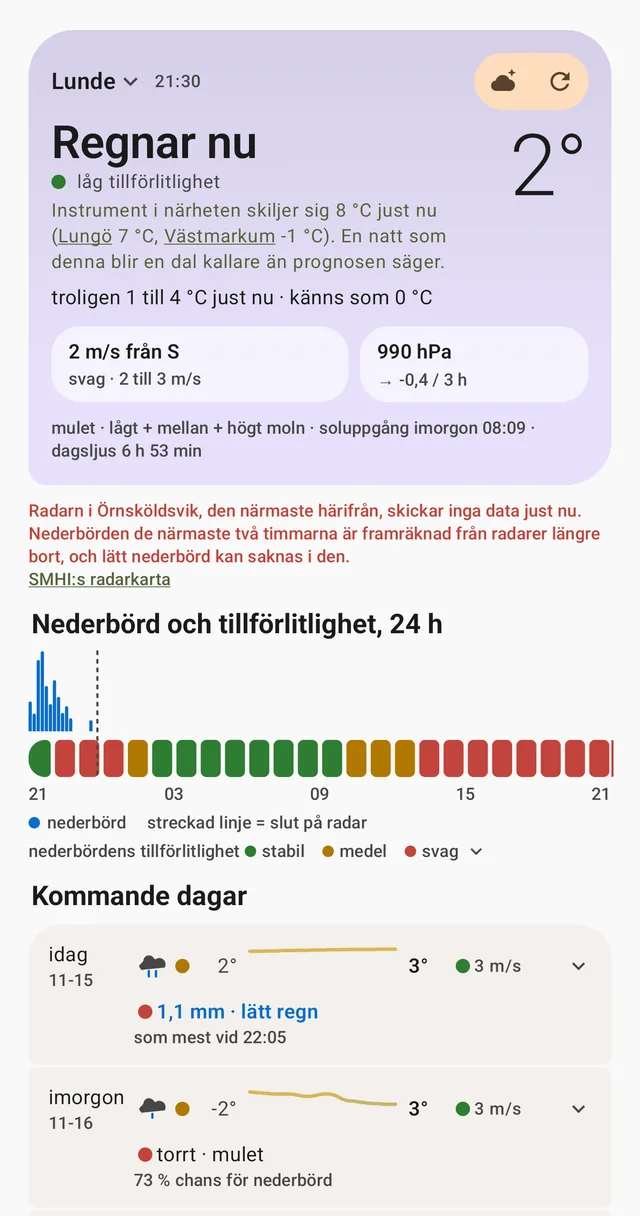 Lunde 21:30
Regnar nu
2°
låg tillförlitlighet
Instrument i närheten skiljer sig 8 °C just nu
(Lungö 7 °C, Västmarkum -1 °C). En natt som
denna blir en dal kallare än prognosen säger.
troligen 1 till 4 °C just nu · känns som 0 °C
2 m/s från S
svag · 2 till 3 m/s
990 hPa
→ -0,4 / 3 h
mulet · lågt + mellan + högt moln · soluppgång imorgon 08:09 ·
dagsljus 6 h 53 min
Radarn i Örnsköldsvik, den närmaste härifrån, skickar inga data just nu.
Nederbörden de närmaste två timmarna är framräknad från radarer längre
bort, och lätt nederbörd kan saknas i den.
SMHI:s radarkarta
Nederbörd och tillförlitlighet, 24 h
21 03 09 15 21
nederbörd streckad linje = slut på radar
nederbördens tillförlitlighet stabil medel svag
Kommande dagar
idag
11-15
2° 3° 3 m/s
1,1 mm · lätt regn
som mest vid 22:05
imorgon
11-16
-2° 3° 3 m/s
torrt · mulet
73 % chans för nederbörd